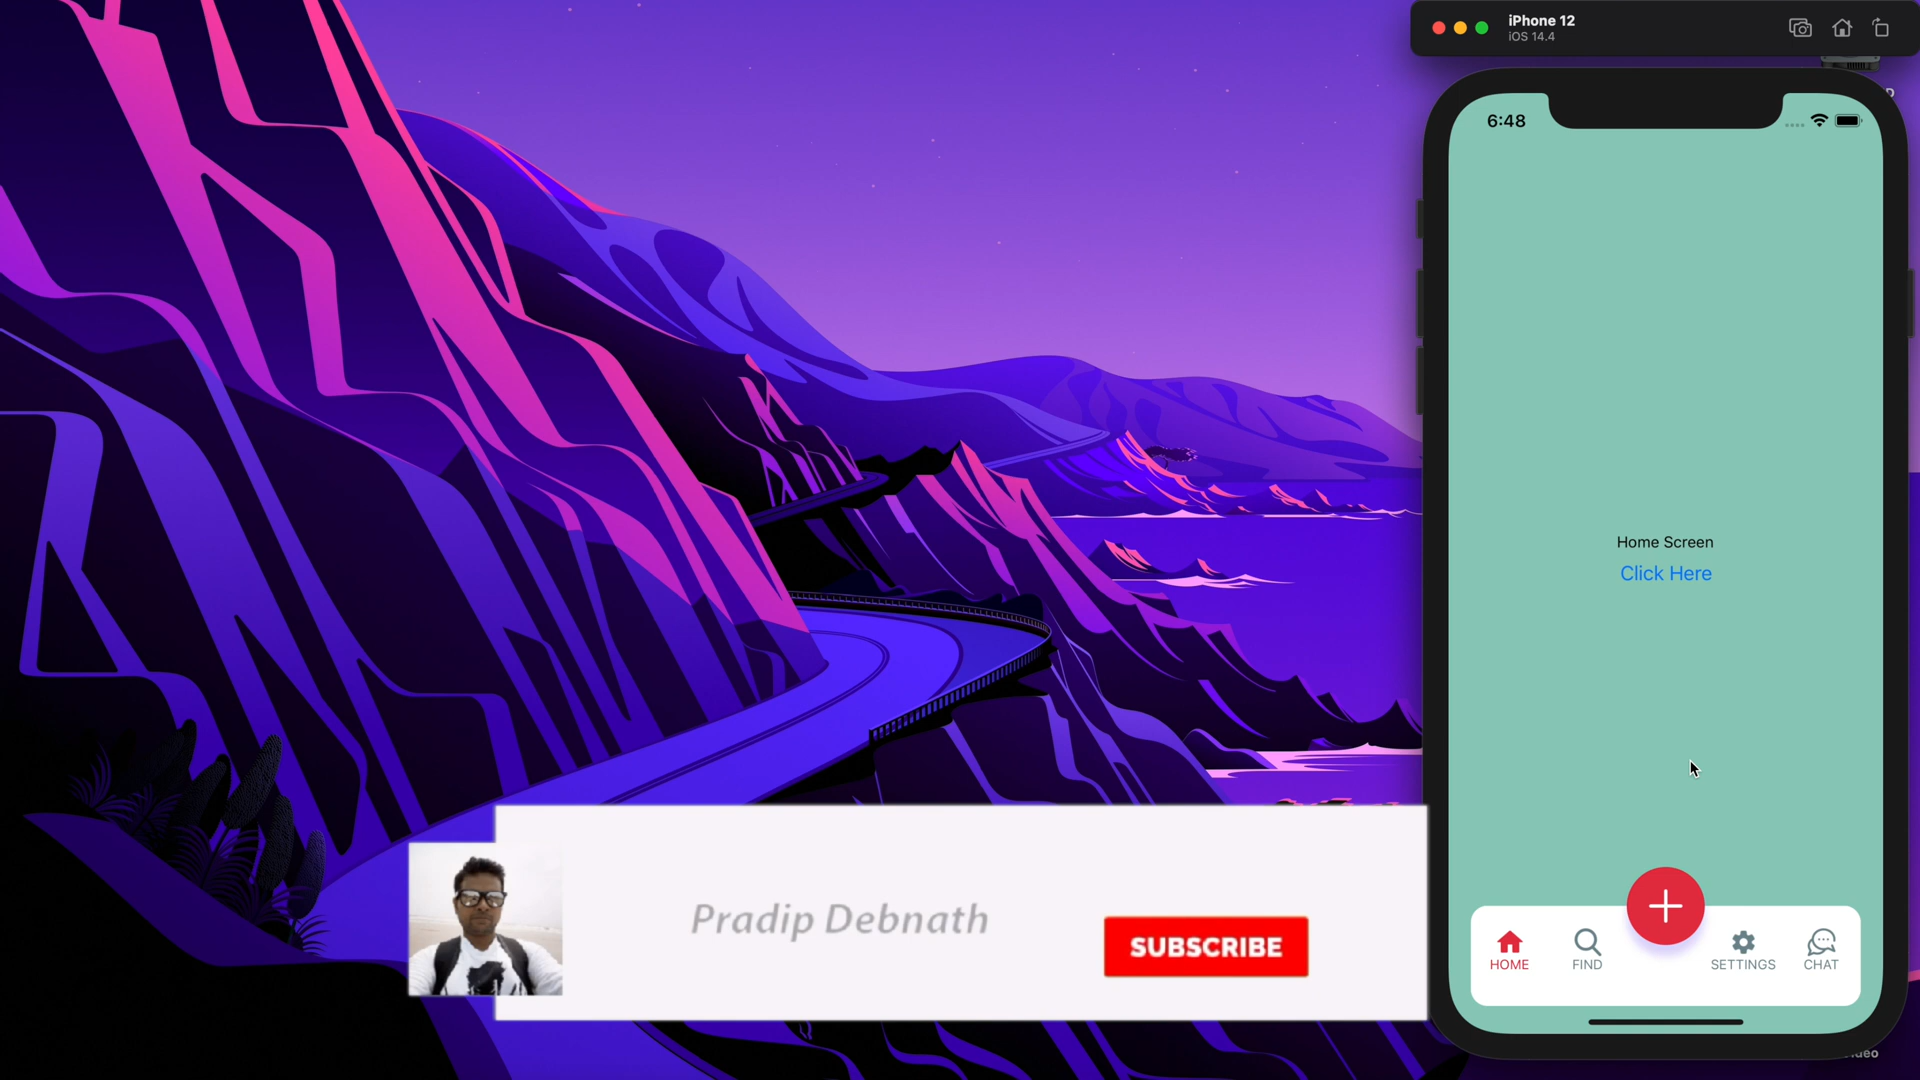 iPhone 12
iOS 14.4
6:48
Home Screen
Click Here
HOME
FIND
SETTINGS
CHAT
Pradip Debnath
SUBSCRIBE